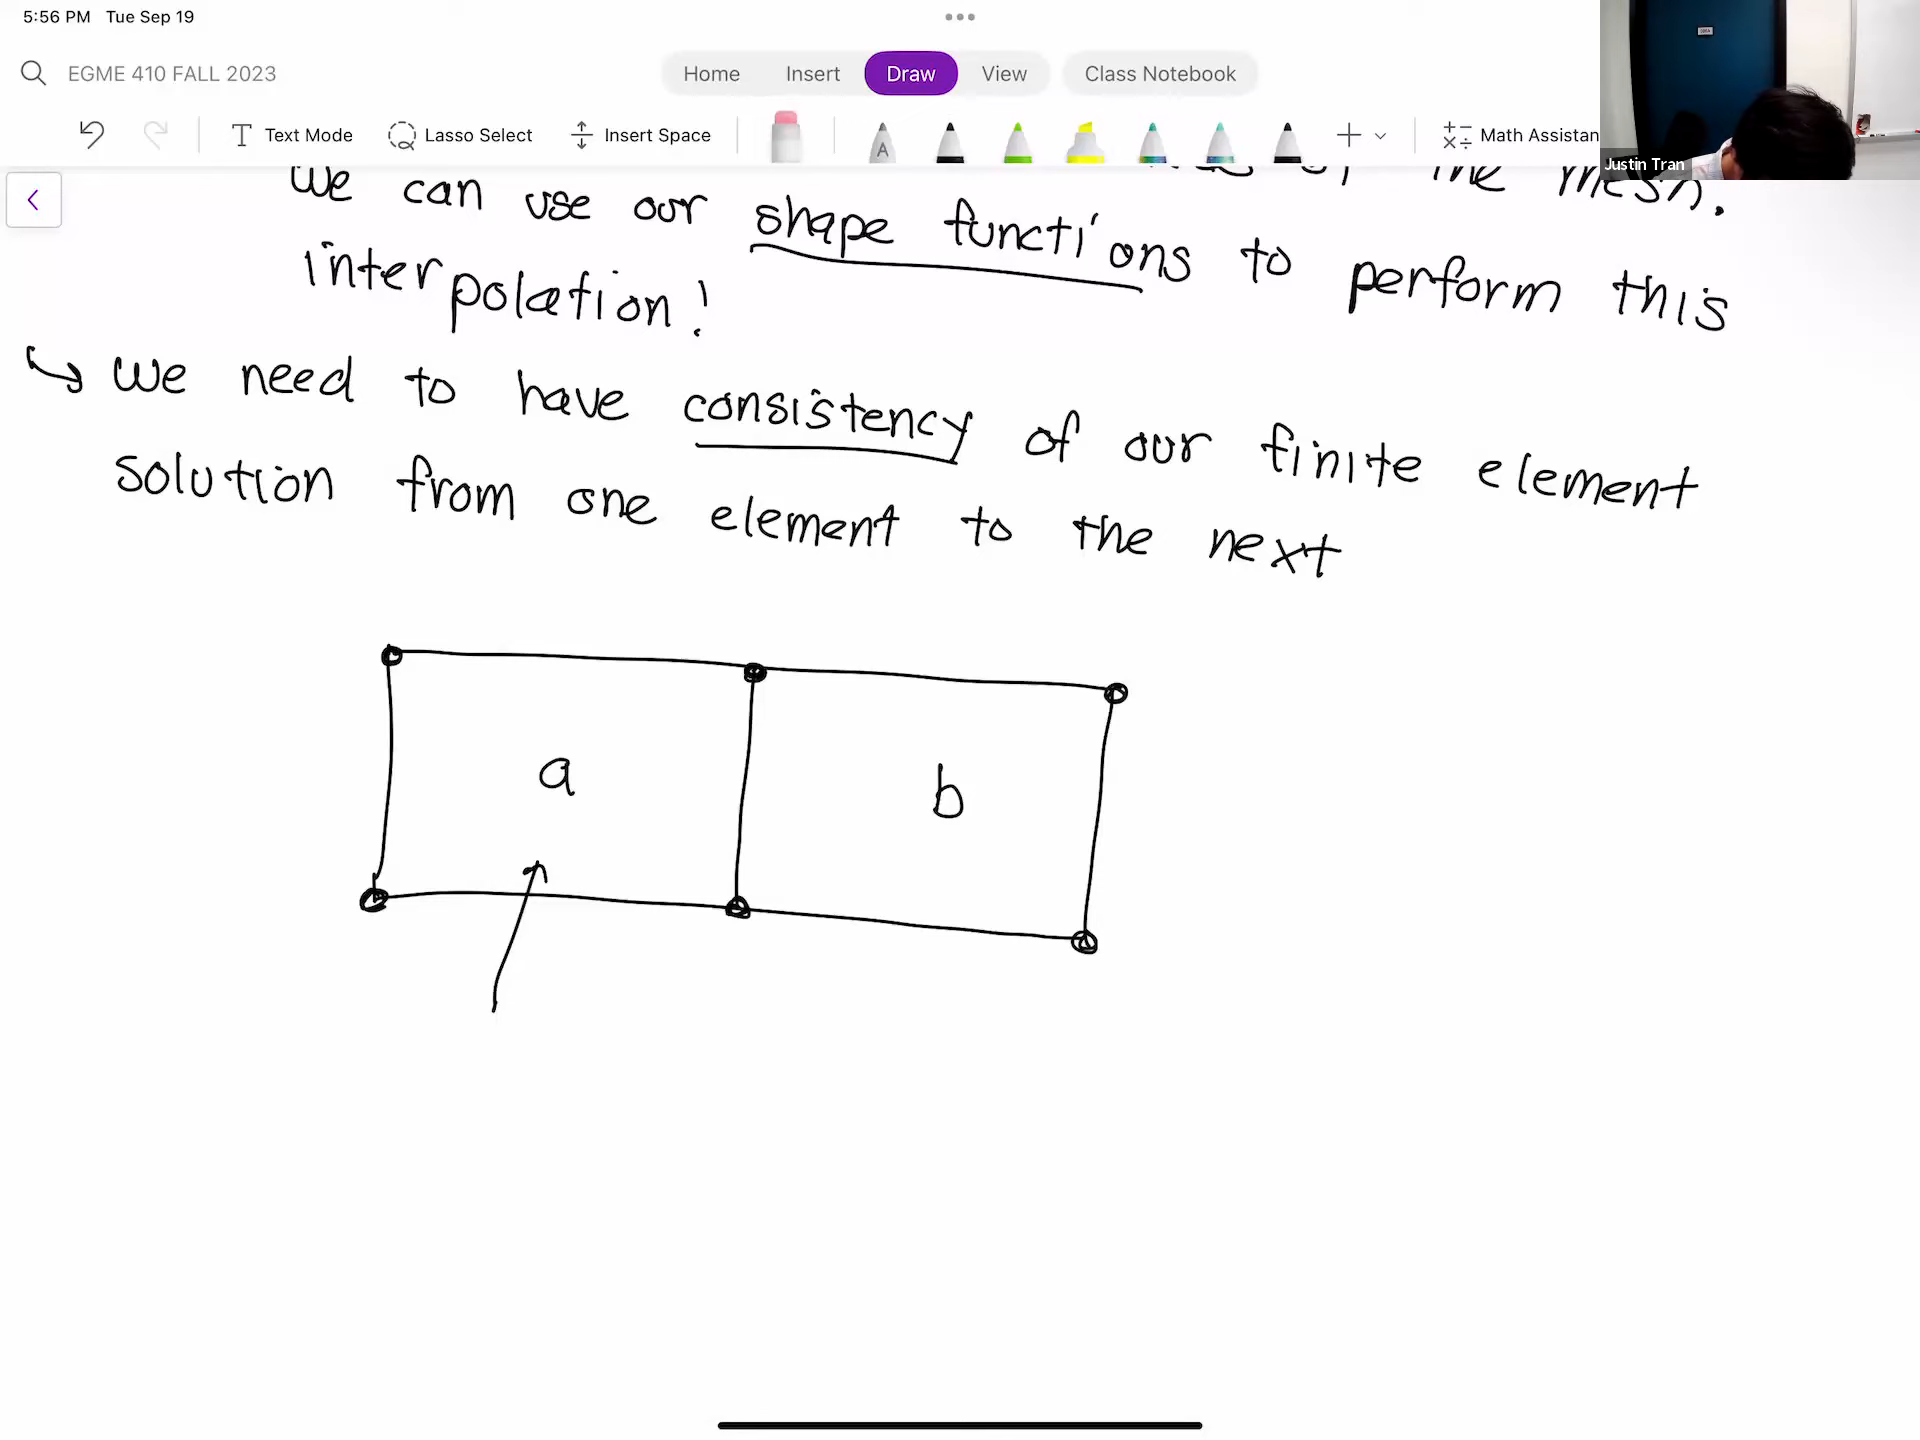 5:56 PM Tue Sep 19
EGME 410 FALL 2023
Home Insert Draw View Class Notebook
Text Mode Lasso Select Insert Space A Math Assistan
Justin Tran
the mesh.
We can use our shape functions to perform this
interpolation!
↳ We need to have consistency of our finite element
solution from one element to the next
a
b